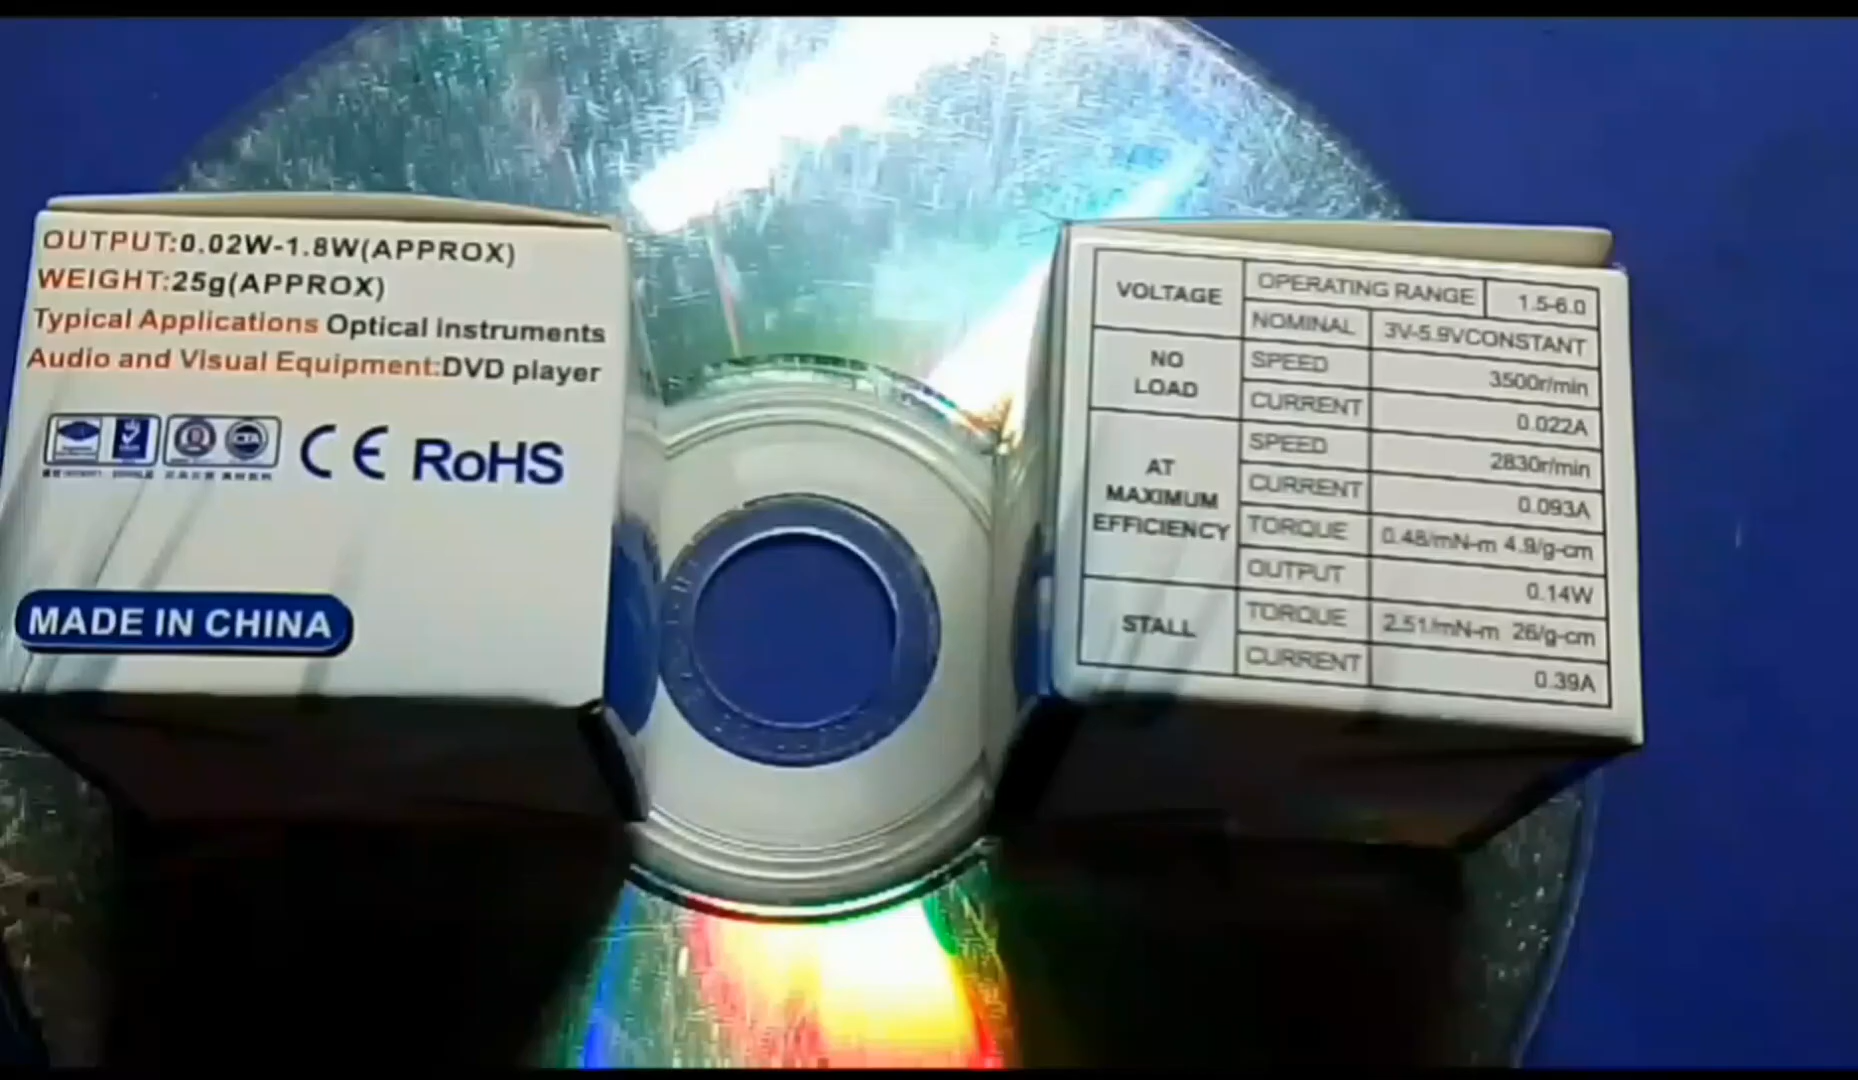 OUTPUT:0.02W-1.8W(APPROX)
WEIGHT:25g(APPROX)
Typical Applications Optical instruments
Audio and Visual Equipment:DVD player
CTA
CE RoHS
MADE IN CHINA
VOLTAGE OPERATING RANGE 1.5-6.0
NOMINAL 3V-5.9VCONSTANT
NO LOAD SPEED 3500r/min
CURRENT 0.022A
AT MAXIMUM EFFICIENCY SPEED 2830r/min
CURRENT 0.093A
TORQUE 0.48/mN-m 4.9/g-cm
OUTPUT 0.14W
STALL TORQUE 2.51/mN-m 26/g-cm
CURRENT 0.39A